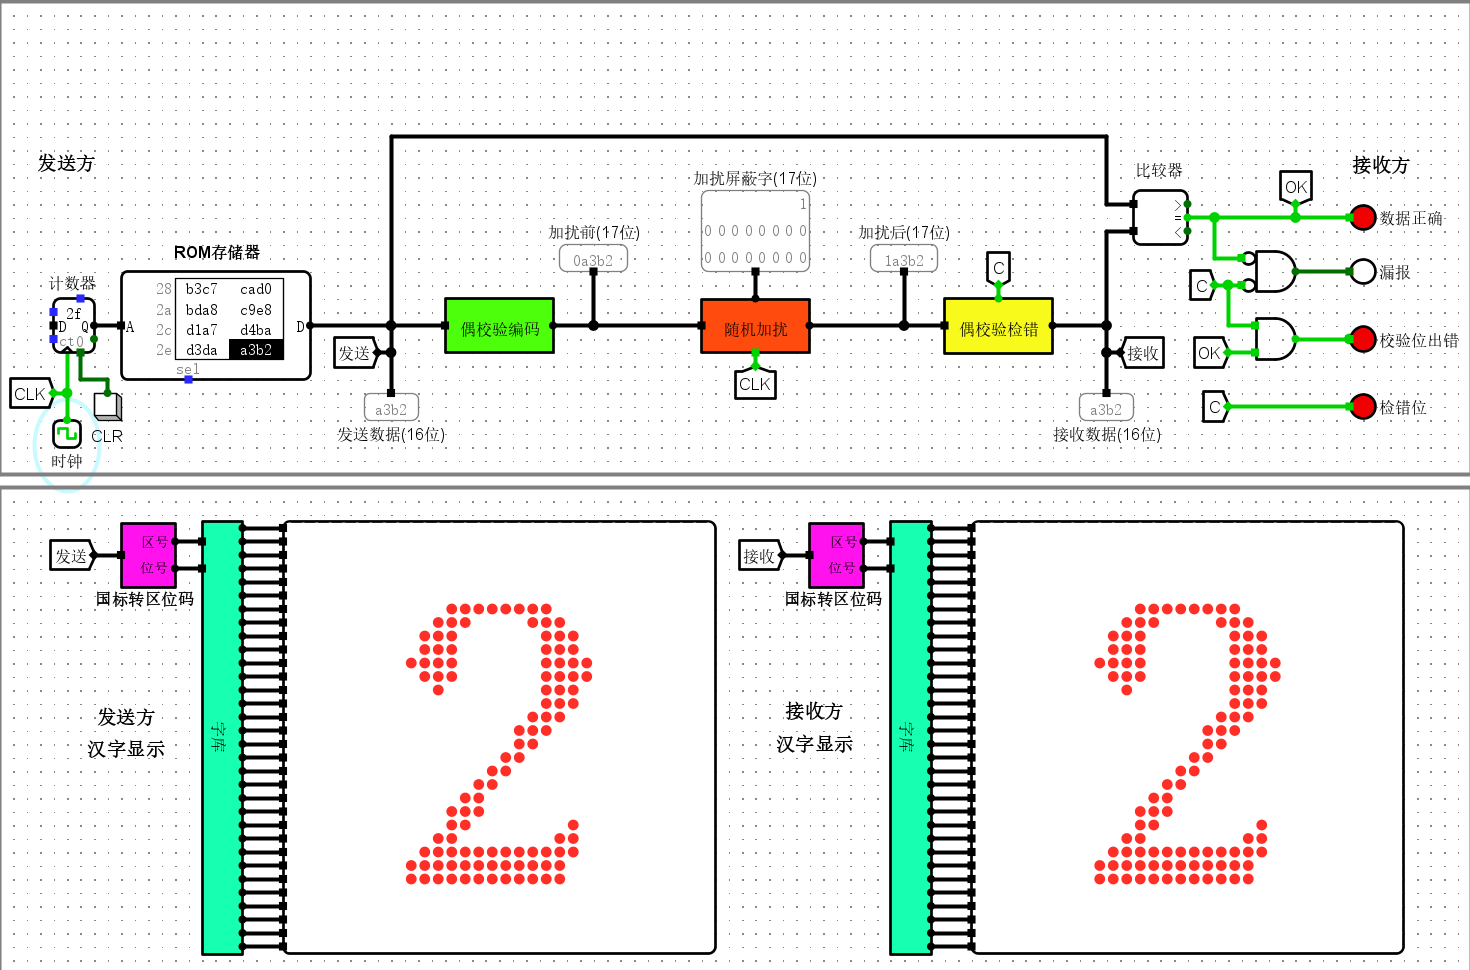 发送方
接收方
加扰屏蔽字(17位)
比较器
OK
1
>
=
<
数据正确
0 0 0 0 0 0 0 0
0 0 0 0 0 0 0 0
加扰前(17位)
0a3b2
加扰后(17位)
1a3b2
ROM存储器
计数器
2f
D Q
ct0
A
28 b3c7 cad0
2a bda8 c9e8
2c d1a7 d4ba
2e d3da a3b2
D
sel
偶校验编码
随机加扰
C
偶校验检错
C
漏报
发送
接收
OK
校验位出错
CLK
CLK
CLR
时钟
a3b2
发送数据(16位)
a3b2
接收数据(16位)
C
检错位
发送
区号
位号
国标转区位码
字库
发送方
汉字显示
接收
区号
位号
国标转区位码
字库
接收方
汉字显示
2
2